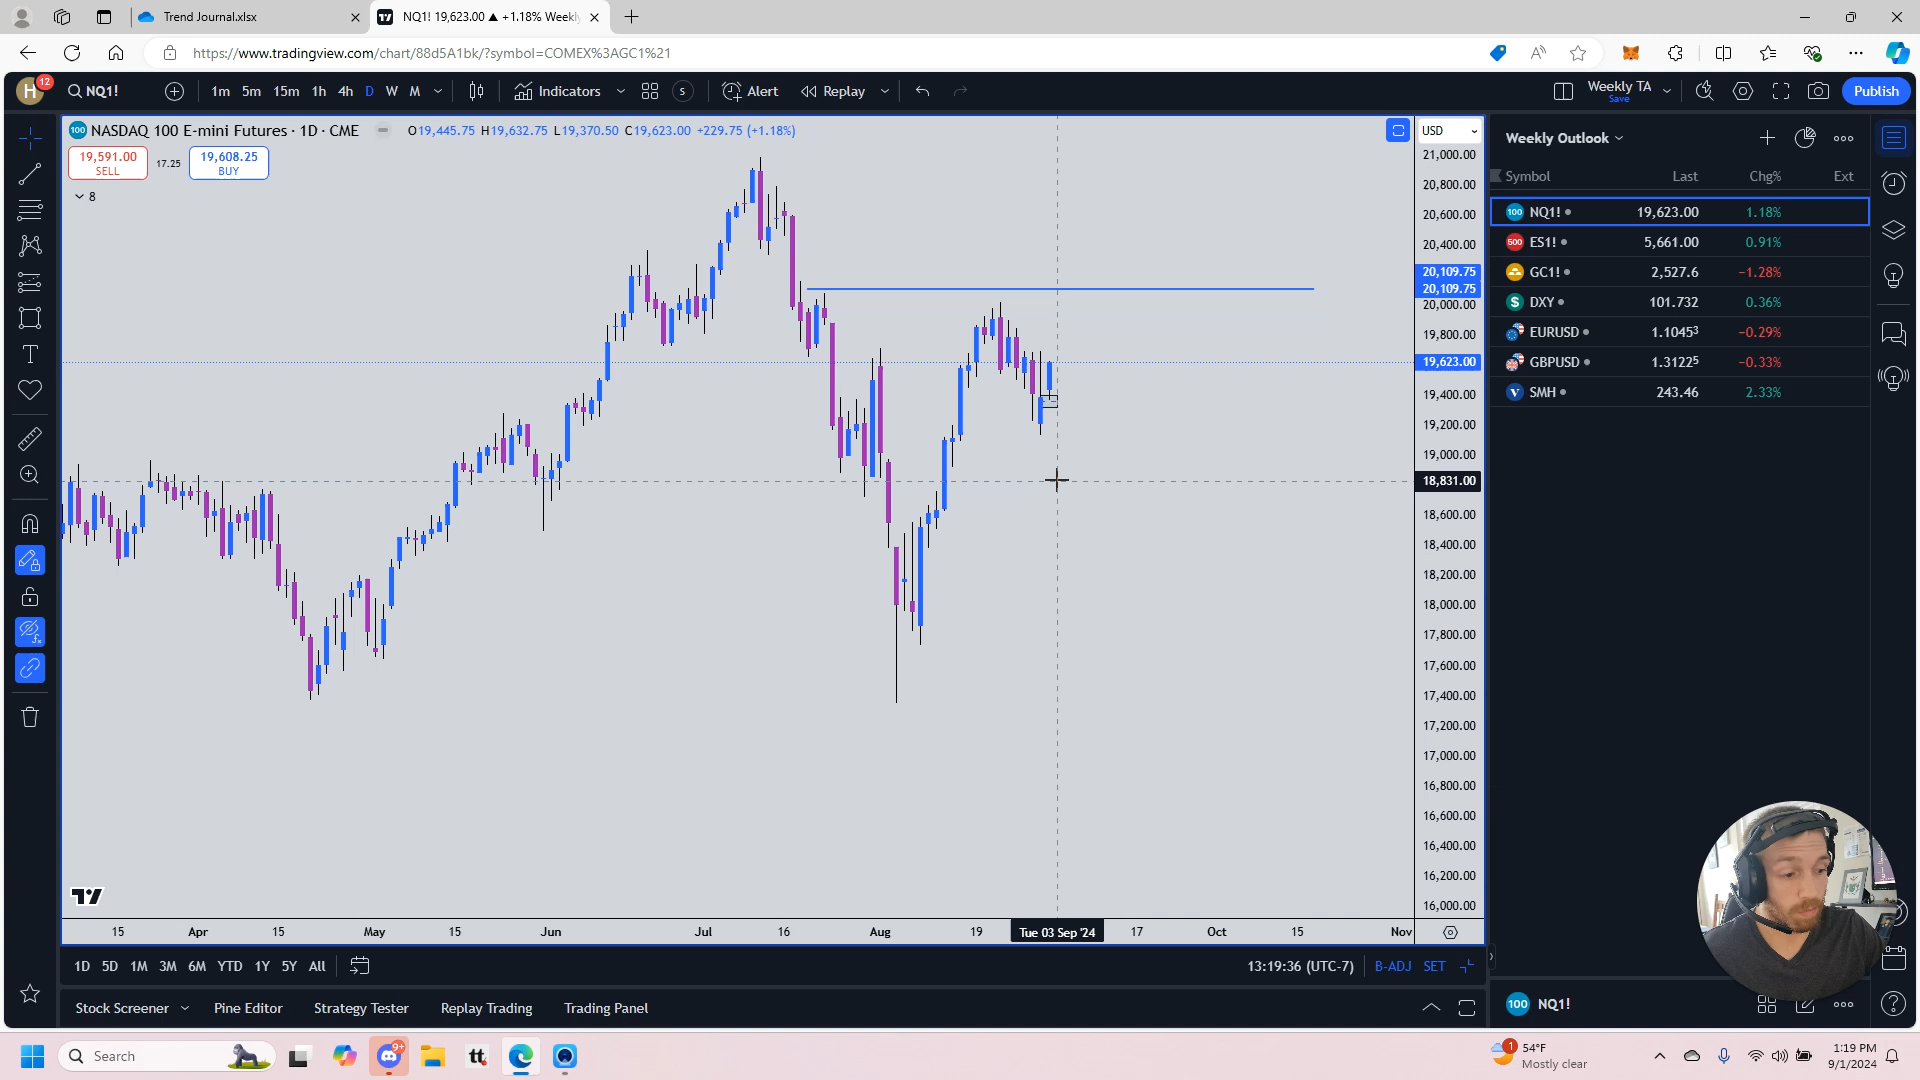 Trend Journal.xlsx
NQ1! 19,623.00 ▲ +1.18% Weekly
https://www.tradingview.com/chart/88d5A1bk/?symbol=COMEX%3AGC1%21
H 12 NQ1! 1m 5m 15m 1h 4h D W M Indicators S Alert Replay Weekly TA Save Publish
100 NASDAQ 100 E-mini Futures · 1D · CME O19,445.75 H19,632.75 L19,370.50 C19,623.00 +229.75 (+1.18%) USD
19,591.00 SELL 17.25 19,608.25 BUY
8
21,000.00
20,800.00
20,600.00
20,400.00
20,109.75
20,109.75
20,000.00
19,800.00
19,623.00
19,400.00
19,200.00
19,000.00
18,831.00
18,600.00
18,400.00
18,200.00
18,000.00
17,800.00
17,600.00
17,400.00
17,200.00
17,000.00
16,800.00
16,600.00
16,400.00
16,200.00
16,000.00
15 Apr 15 May 15 Jun Jul 16 Aug 19 Tue 03 Sep '24 17 Oct 15 Nov
1D 5D 1M 3M 6M YTD 1Y 5Y All 13:19:36 (UTC-7) B-ADJ SET
Stock Screener Pine Editor Strategy Tester Replay Trading Trading Panel
Weekly Outlook
Symbol Last Chg% Ext
100 NQ1! 19,623.00 1.18%
500 ES1! 5,661.00 0.91%
GC1! 2,527.6 −1.28%
$ DXY 101.732 0.36%
EURUSD 1.10453 −0.29%
GBPUSD 1.31225 −0.33%
V SMH 243.46 2.33%
100 NQ1!
Search 9+ tt 1 54°F 1:19 PM
Mostly clear 9/1/2024